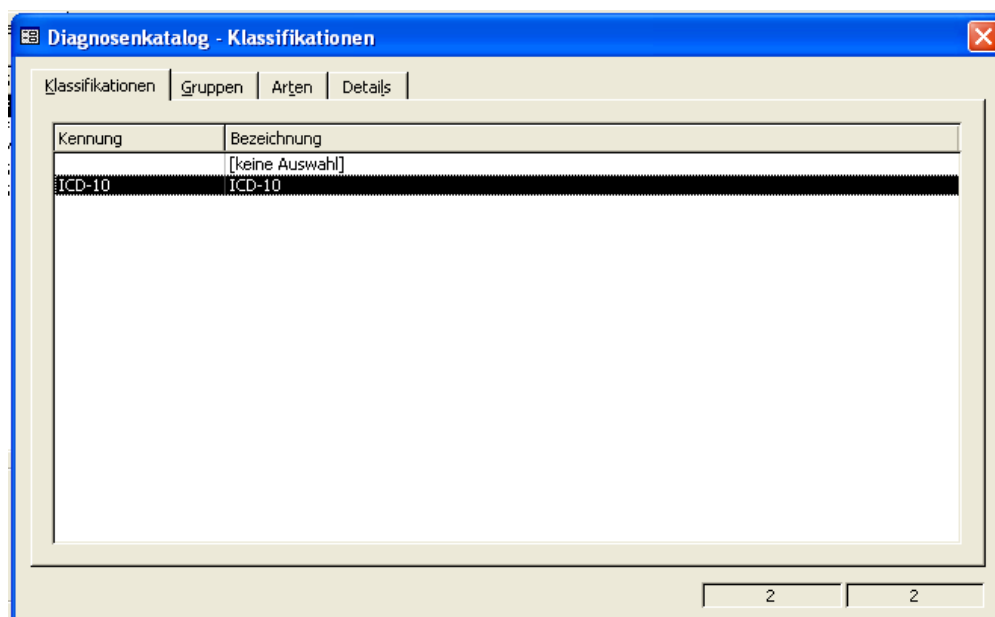 Diagnosenkatalog - Klassifikationen
Klassifikationen Gruppen Arten Details
Kennung Bezeichnung
[keine Auswahl]
ICD-10 ICD-10
2 2